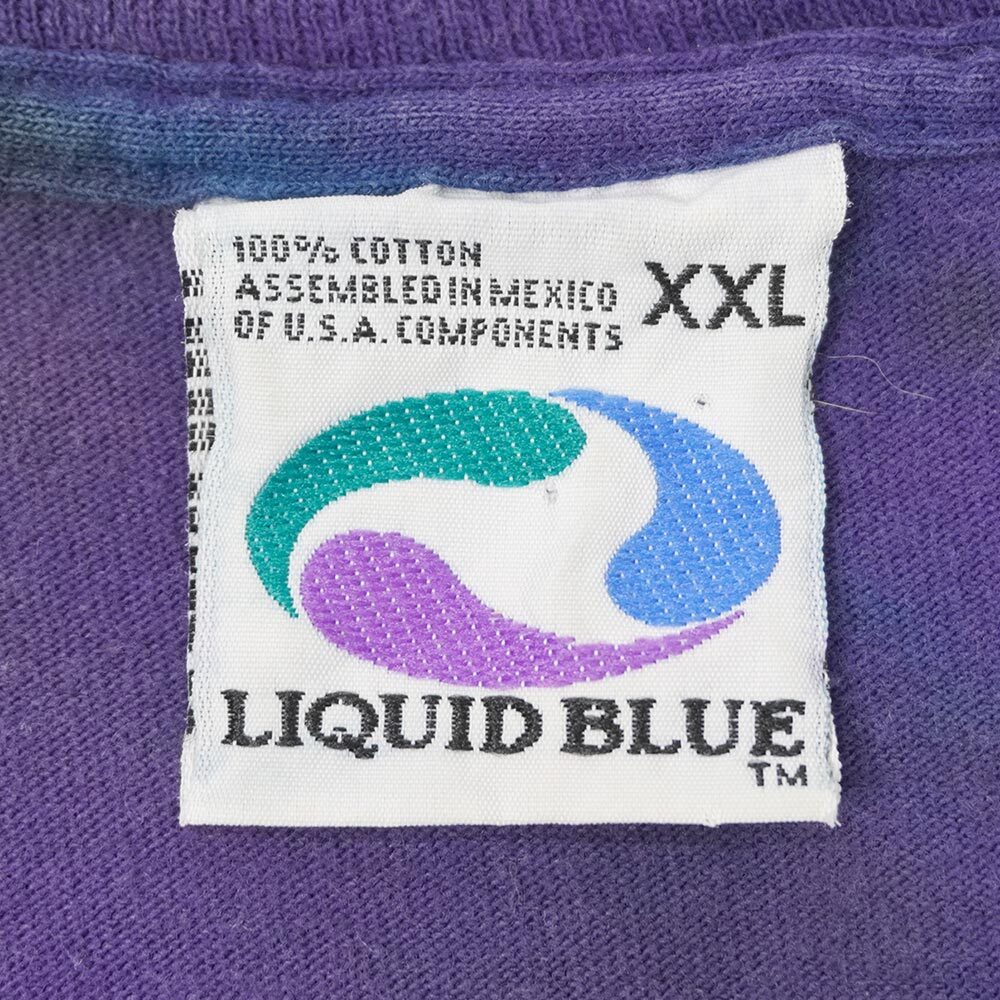 100% COTTON
ASSEMBLED IN MEXICO
OF U.S.A. COMPONENTS
XXL
LIQUID BLUE
TM